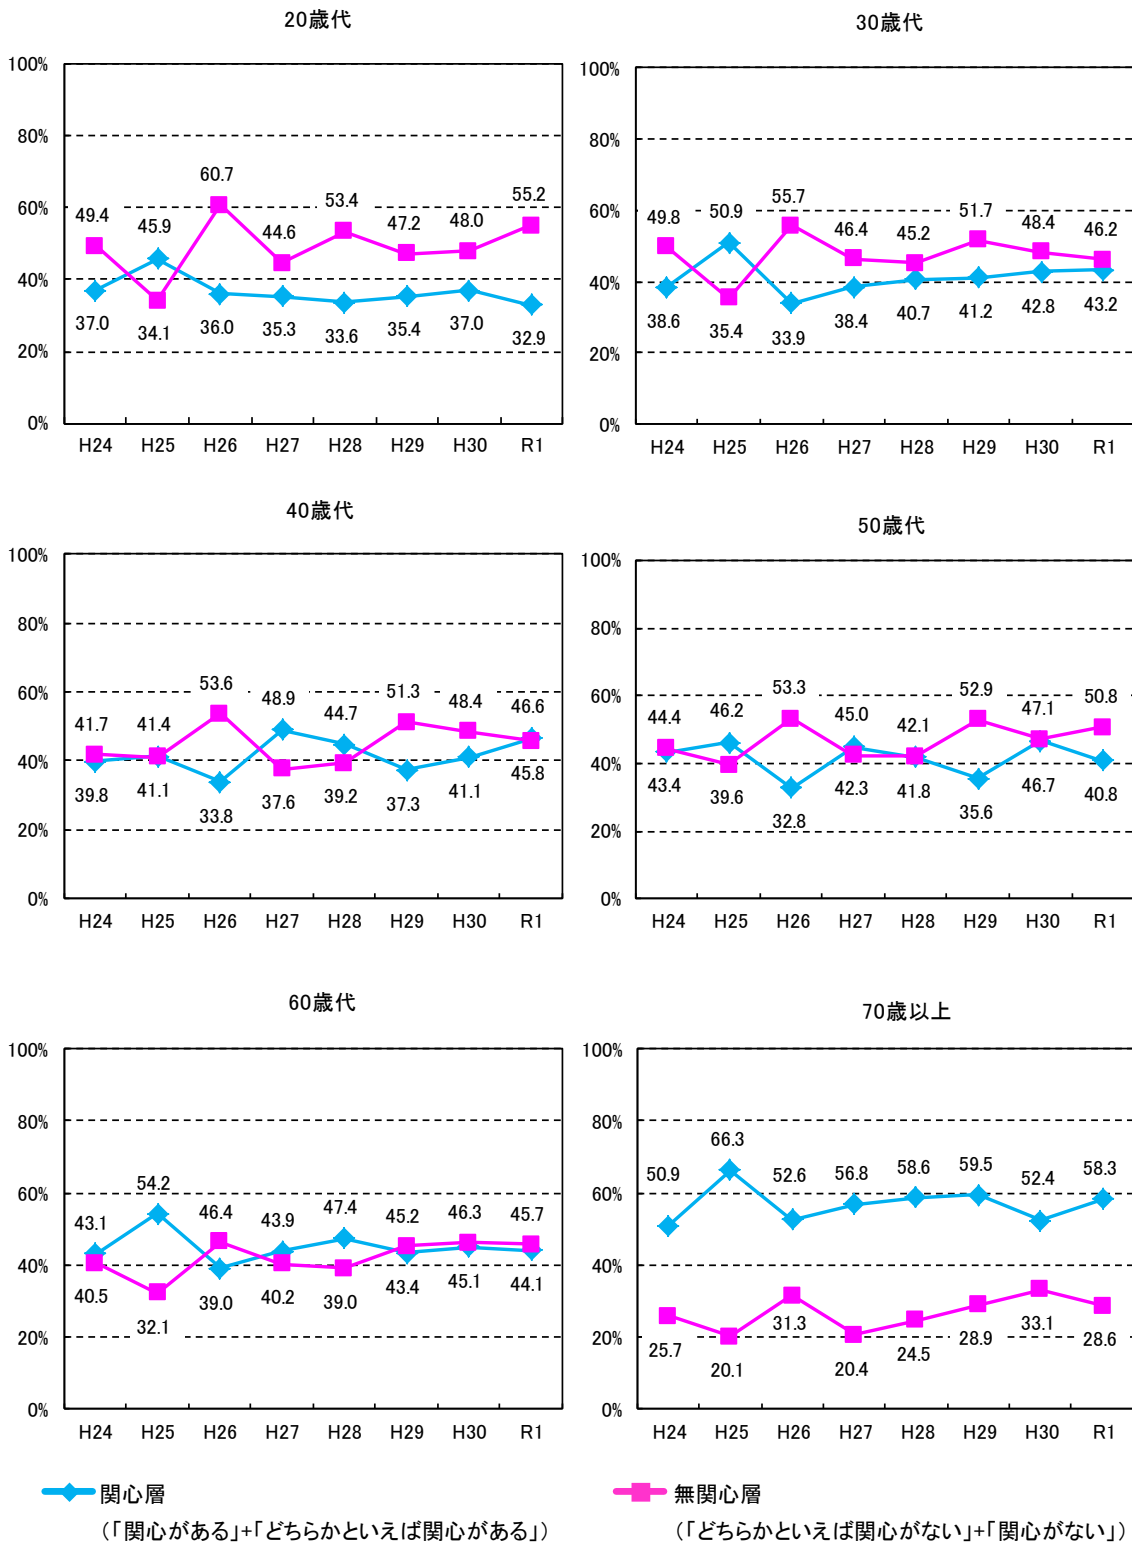 20歳代
100%
80%
60%
40%
20%
0%
49.4 45.9 60.7 44.6 53.4 47.2 48.0 55.2
37.0 34.1 36.0 35.3 33.6 35.4 37.0 32.9
H24 H25 H26 H27 H28 H29 H30 R1
30歳代
100%
80%
60%
40%
20%
0%
49.8 50.9 55.7 46.4 45.2 51.7 48.4 46.2
38.6 35.4 33.9 38.4 40.7 41.2 42.8 43.2
H24 H25 H26 H27 H28 H29 H30 R1
40歳代
100%
80%
60%
40%
20%
0%
41.7 41.4 53.6 48.9 44.7 51.3 48.4 46.6
39.8 41.1 33.8 37.6 39.2 37.3 41.1 45.8
H24 H25 H26 H27 H28 H29 H30 R1
50歳代
100%
80%
60%
40%
20%
0%
44.4 46.2 53.3 45.0 42.1 52.9 47.1 50.8
43.4 39.6 32.8 42.3 41.8 35.6 46.7 40.8
H24 H25 H26 H27 H28 H29 H30 R1
60歳代
100%
80%
60%
40%
20%
0%
43.1 54.2 46.4 43.9 47.4 45.2 46.3 45.7
40.5 32.1 39.0 40.2 39.0 43.4 45.1 44.1
H24 H25 H26 H27 H28 H29 H30 R1
70歳以上
100%
80%
60%
40%
20%
0%
50.9 66.3 52.6 56.8 58.6 59.5 52.4 58.3
25.7 20.1 31.3 20.4 24.5 28.9 33.1 28.6
H24 H25 H26 H27 H28 H29 H30 R1
関心層
(「関心がある」+「どちらかといえば関心がある」)
無関心層
(「どちらかといえば関心がない」+「関心がない」)